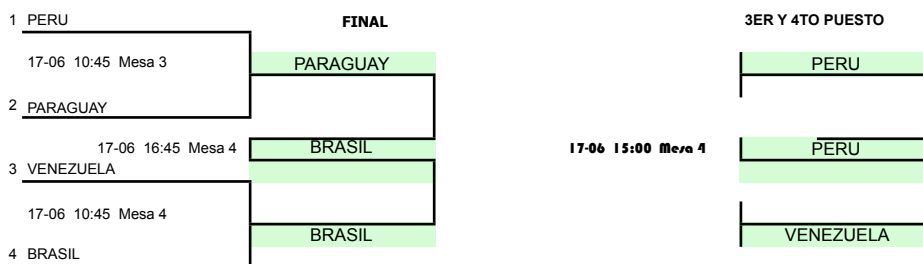 1 PERU
FINAL
3ER Y 4TO PUESTO
17-06 10:45 Mesa 3
PARAGUAY
PERU
2 PARAGUAY
17-06 16:45 Mesa 4
BRASIL
17-06 15:00 Mesa 4
PERU
3 VENEZUELA
17-06 10:45 Mesa 4
BRASIL
VENEZUELA
4 BRASIL